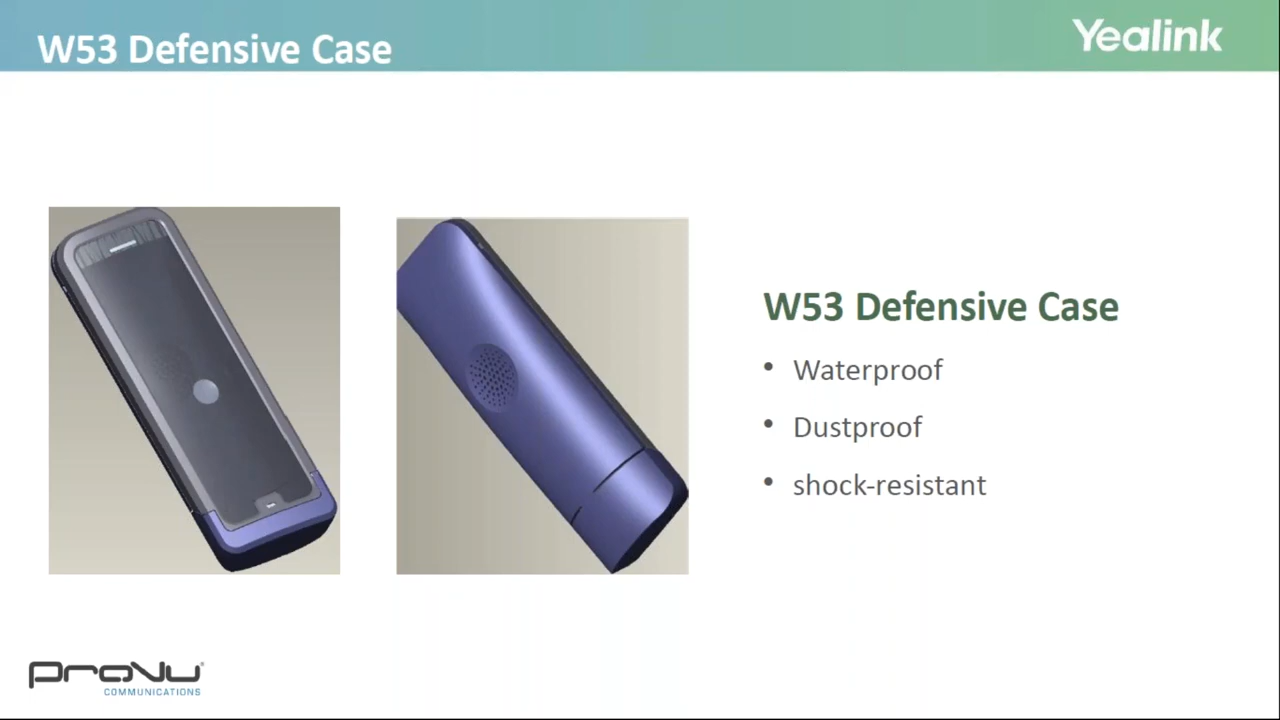 W53 Defensive Case
Yealink
W53 Defensive Case
• Waterproof
• Dustproof
• shock-resistant
ProVu
COMMUNICATIONS